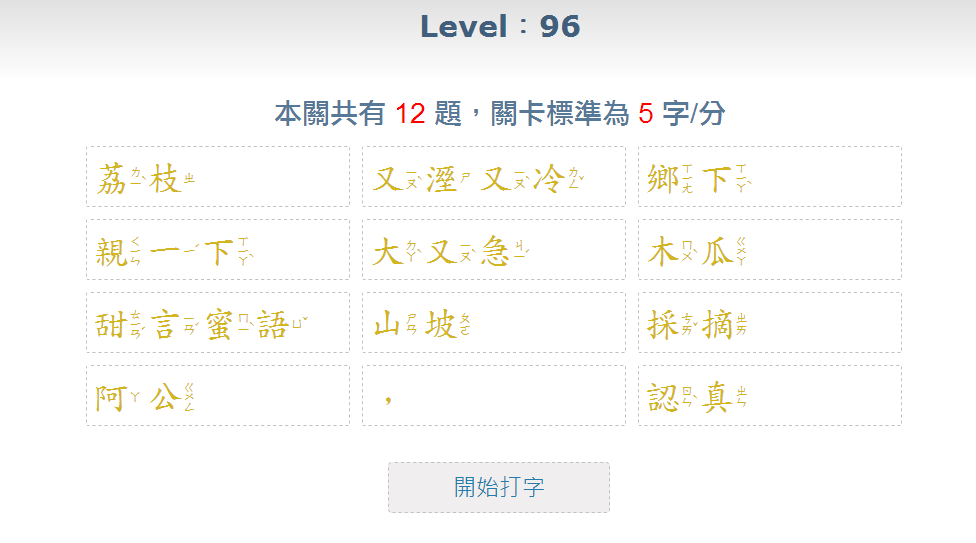 Level：96
本關共有 12 題，關卡標準為 5 字/分
荔ㄌㄧˋ枝ㄓ 又ㄧㄡˋ溼ㄕ又ㄧㄡˋ冷ㄌㄥˇ 鄉ㄒㄧㄤ下ㄒㄧㄚˋ
親ㄑㄧㄣ一ㄧˊ下ㄒㄧㄚˋ 大ㄉㄚˋ又ㄧㄡˋ急ㄐㄧˊ 木ㄇㄨˋ瓜ㄍㄨㄚ
甜ㄊㄧㄢˊ言ㄧㄢˊ蜜ㄇㄧˋ語ㄩˇ 山ㄕㄢ坡ㄆㄛ 採ㄘㄞˇ摘ㄓㄞ
阿ㄚ公ㄍㄨㄥ ， 認ㄖㄣˋ真ㄓㄣ
開始打字